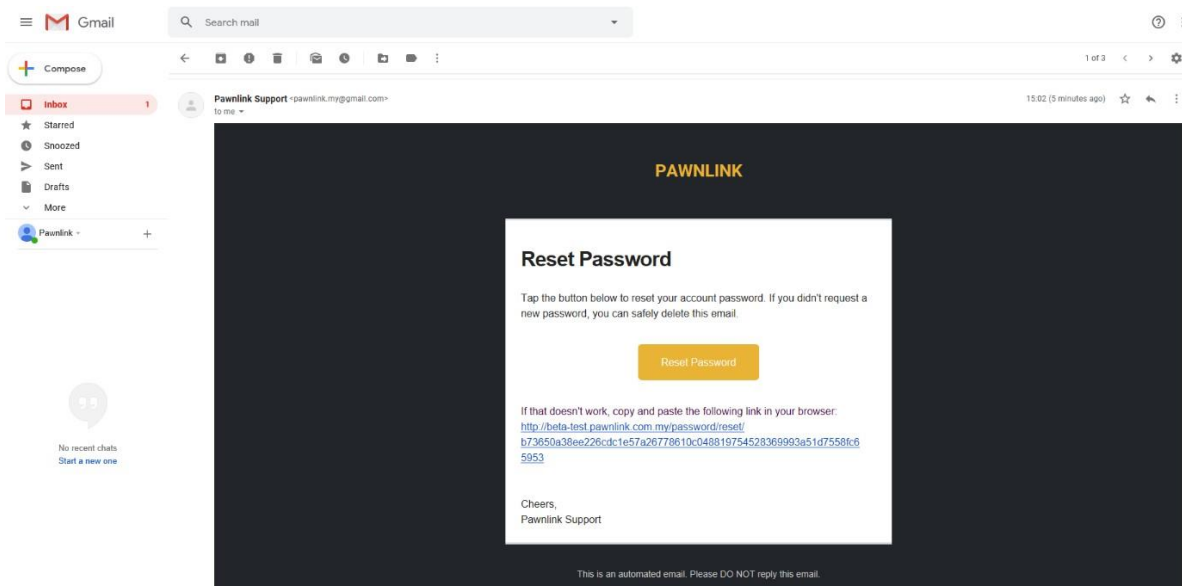 Gmail
Search mail
Compose
1 of 3
Inbox 1
Starred
Snoozed
Sent
Drafts
More
Pawnlink
Pawnlink Support <pawnlink.my@gmail.com>
to me
15:02 (5 minutes ago)
PAWNLINK
Reset Password
Tap the button below to reset your account password. If you didn't request a
new password, you can safely delete this email.
Reset Password
If that doesn't work, copy and paste the following link in your browser:
http://beta-test.pawnlink.com.my/password/reset/
b73650a38ee226cdc1e57a26778610c048819754528369993a51d7558fc6
5953
Cheers,
Pawnlink Support
This is an automated email. Please DO NOT reply this email.
No recent chats
Start a new one